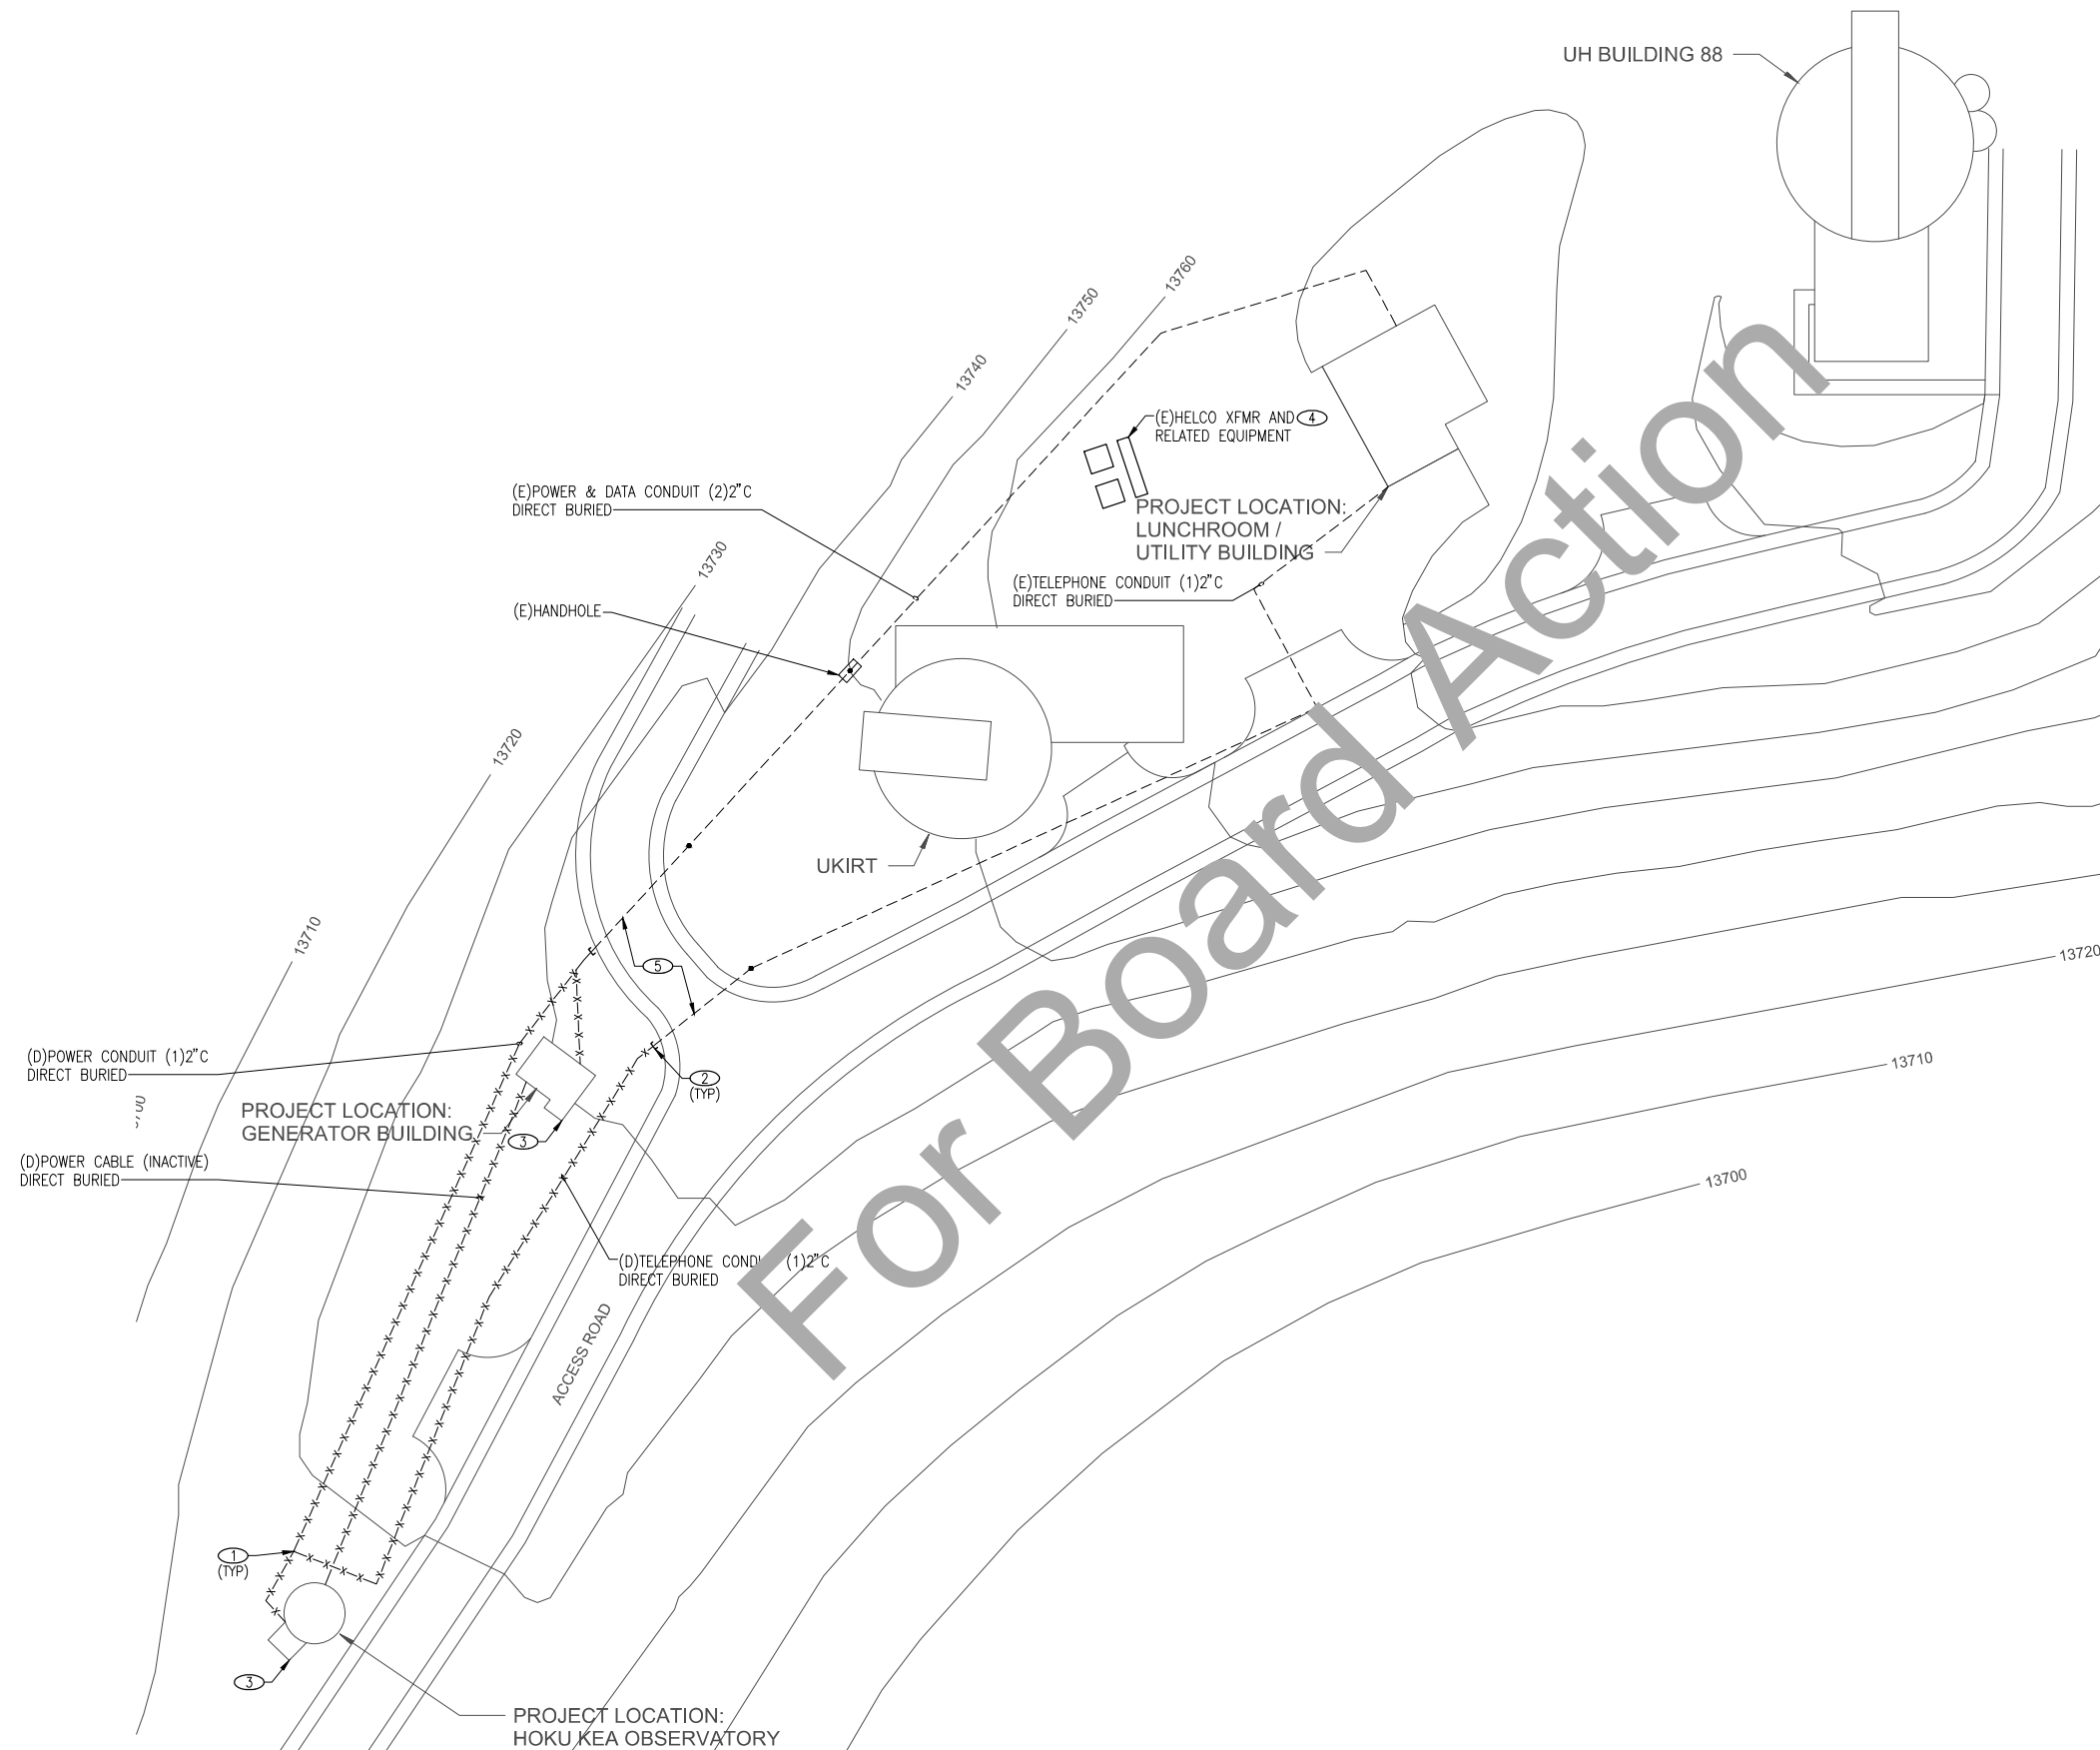 UH BUILDING 88
13760
13750
13740
(E)HELCO XFMR AND 4
RELATED EQUIPMENT
(E)POWER & DATA CONDUIT (2)2"C
DIRECT BURIED
PROJECT LOCATION:
LUNCHROOM /
UTILITY BUILDING
13730
(E)TELEPHONE CONDUIT (1)2"C
DIRECT BURIED
(E)HANDHOLE
13720
UKIRT
13710
5
13720
(D)POWER CONDUIT (1)2"C
DIRECT BURIED
2
(TYP)
13710
PROJECT LOCATION:
GENERATOR BUILDING
3
(D)POWER CABLE (INACTIVE)
DIRECT BURIED
13700
(D)TELEPHONE COND (1)2"C
DIRECT BURIED
ACCESS ROAD
1
(TYP)
3
PROJECT LOCATION:
HOKU KEA OBSERVATORY
For Board Action